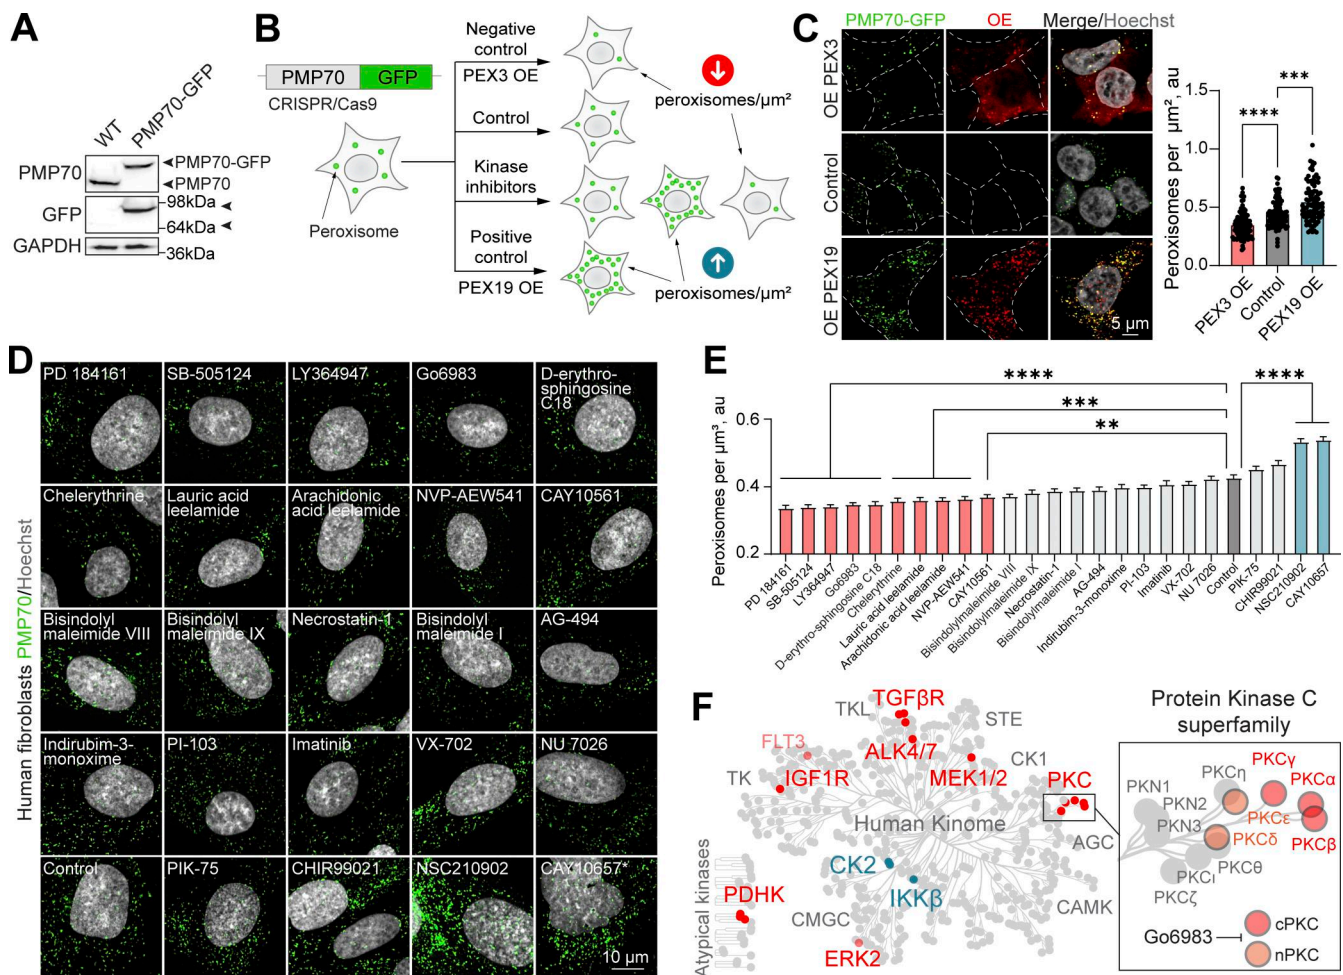 A
WT
PMP70-GFP
PMP70
PMP70-GFP
PMP70
GFP
98kDa
64kDa
GAPDH
36kDa
B
PMP70 GFP
CRISPR/Cas9
Peroxisome
Negative
control
PEX3 OE
Control
Kinase
inhibitors
Positive
control
PEX19 OE
peroxisomes/µm²
peroxisomes/µm²
C
PMP70-GFP OE Merge/Hoechst
OE PEX3
Control
OE PEX19
5 µm
Peroxisomes per µm², au
1.5
1.0
0.5
0.0
**** ***
PEX3 OE
Control
PEX19 OE
D
Human fibroblasts PMP70/Hoechst
PD 184161
SB-505124
LY364947
Go6983
D-erythro-
sphingosine
C18
Chelerythrine
Lauric acid
leelamide
Arachidonic
acid leelamide
NVP-AEW541
CAY10561
Bisindolyl
maleimide VIII
Bisindolyl
maleimide IX
Necrostatin-1
Bisindolyl
maleimide I
AG-494
Indirubim-3-
monoxime
PI-103
Imatinib
VX-702
NU 7026
Control
PIK-75
CHIR99021
NSC210902
CAY10657*
10 µm
E
Peroxisomes per µm³, au
0.6
0.4
0.2
****
***
**
****
PD 184161
SB-505124
LY364947
Go6983
D-erythro-sphingosine C18
Chelerythrine
Lauric acid leelamide
Arachidonic acid leelamide
NVP-AEW541
CAY10561
Bisindolylmaleimide VIII
Bisindolylmaleimide IX
Necrostatin-1
Bisindolylmaleimide I
AG-494
Indirubim-3-monoxime
PI-103
Imatinib
VX-702
NU 7026
Control
PIK-75
CHIR99021
NSC210902
CAY10657
F
TKL
TGFβR
STE
FLT3
ALK4/7
CK1
TK
IGF1R
MEK1/2
PKC
Human Kinome
AGC
CK2
IKKβ
Atypical kinases
PDHK
CMGC
CAMK
ERK2
Protein Kinase C
superfamily
PKCγ
PKCη
PKCα
PKN1
PKN2
PKCε
PKN3
PKCδ
PKCβ
PKCι
PKCθ
PKCζ
Go6983
cPKC
nPKC